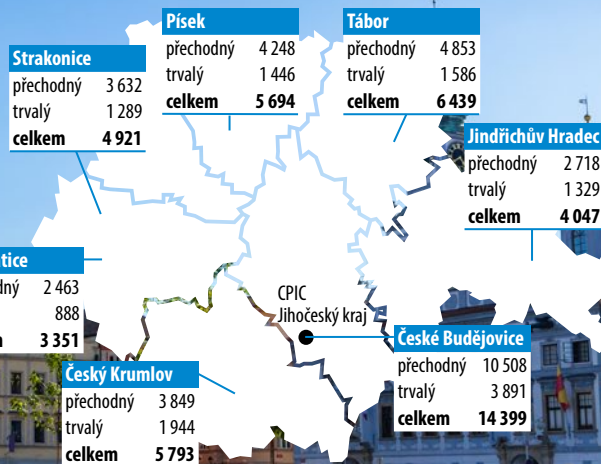 Písek
přechodný 4 248
trvalý 1 446
celkem 5 694
Tábor
přechodný 4 853
trvalý 1 586
celkem 6 439
Strakonice
přechodný 3 632
trvalý 1 289
celkem 4 921
Jindřichův Hradec
přechodný 2 718
trvalý 1 329
celkem 4 047
tice
ný 2 463
888
3 351
CPIC
Jihočeský kraj
České Budějovice
přechodný 10 508
trvalý 3 891
celkem 14 399
Český Krumlov
přechodný 3 849
trvalý 1 944
celkem 5 793